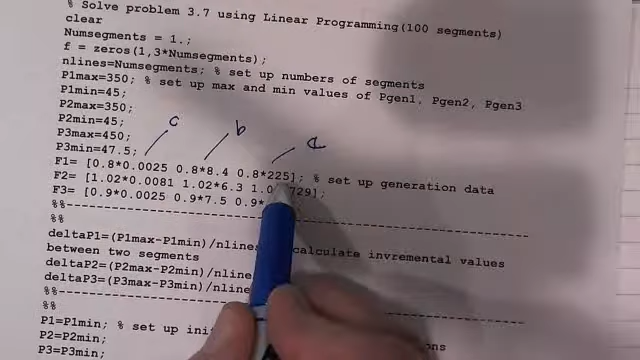 % Solve problem 3.7 using Linear Programming(100 segments)
clear
Numsegments = 1.;
f = zeros(1,3*Numsegments);
nlines=Numsegments; % set up numbers of segments
P1max=350; % set up max and min values of Pgen1, Pgen2, Pgen3
P1min=45;
P2max=350;
P2min=45;
P3max=450;
P3min=47.5;
c b a
F1= [0.8*0.0025 0.8*8.4 0.8*225]; % set up generation data
F2= [1.02*0.0081 1.02*6.3 1.0 729];
F3= [0.9*0.0025 0.9*7.5 0.9*
%%
%%
deltaP1=(P1max-P1min)/nlines calculate invremental values
between two segments
deltaP2=(P2max-P2min)/nline
deltaP3=(P3max-P3min)/nline
%%
%%
P1=P1min; % set up ini ons
P2=P2min;
P3=P3min;